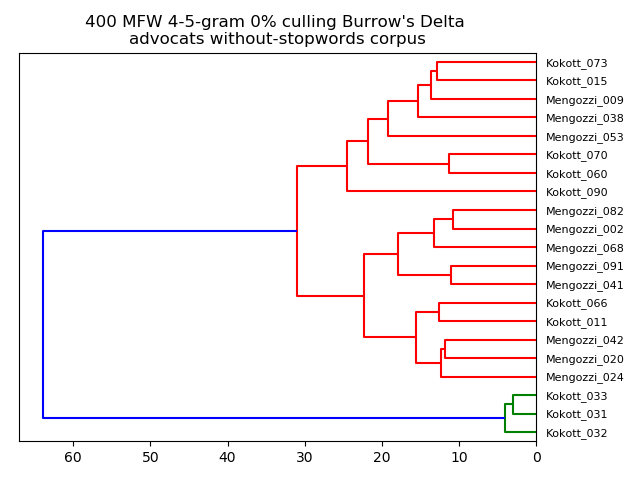 400 MFW 4-5-gram 0% culling Burrow's Delta
advocats without-stopwords corpus
Kokott_073
Kokott_015
Mengozzi_009
Mengozzi_038
Mengozzi_053
Kokott_070
Kokott_060
Kokott_090
Mengozzi_082
Mengozzi_002
Mengozzi_068
Mengozzi_091
Mengozzi_041
Kokott_066
Kokott_011
Mengozzi_042
Mengozzi_020
Mengozzi_024
Kokott_033
Kokott_031
Kokott_032
60 50 40 30 20 10 0